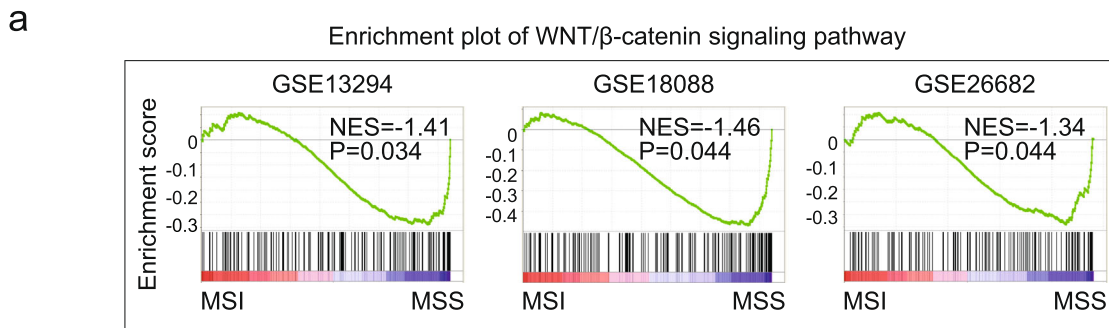 a
Enrichment plot of WNT/β-catenin signaling pathway
GSE13294
GSE18088
GSE26682
Enrichment score
0
-0.1
-0.2
-0.3
NES=-1.41
P=0.034
MSI
MSS
0
-0.1
-0.2
-0.3
-0.4
NES=-1.46
P=0.044
MSI
MSS
0
-0.1
-0.2
-0.3
NES=-1.34
P=0.044
MSI
MSS